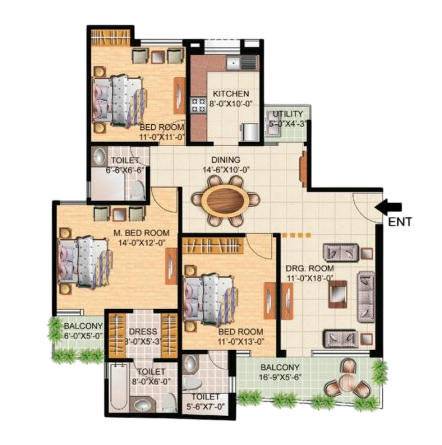 KITCHEN
8'-0"X10'-0"
BED ROOM
11'-0"X11'-0"
UTILITY
5'-0"X4'-3"
TOILET
6'-6"X6'-6"
DINING
14'-6"X10'-0"
ENT.
M. BED ROOM
14'-0"X12'-0"
DRG. ROOM
11'-0"X18'-0"
BALCONY
6'-0"X5'-0"
DRESS
8'-0"X5'-3"
BED ROOM
11'-0"X13'-0"
TOILET
8'-0"X6'-0"
BALCONY
16'-9"X5'-6"
TOILET
5'-6"X7'-0"